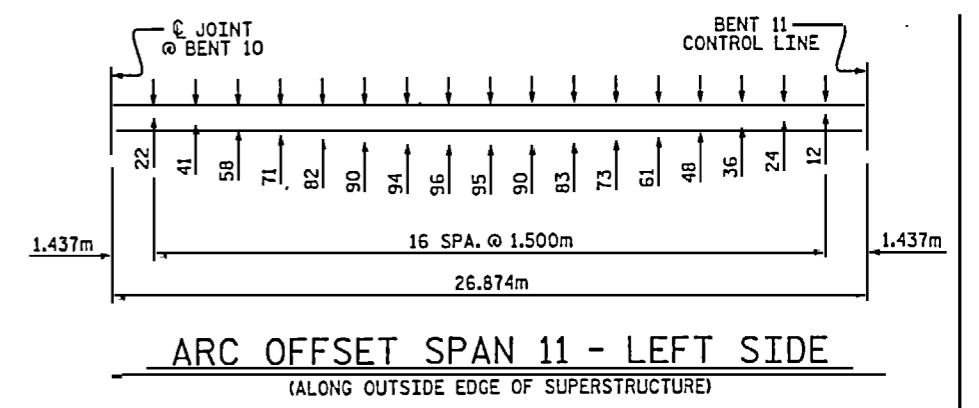 ℄ JOINT
@ BENT 10
BENT 11
CONTROL LINE
22 41 58 71 82 90 94 96 95 90 83 73 61 48 36 24 12
1.437m
16 SPA. @ 1.500m
1.437m
26.874m
ARC OFFSET SPAN 11 - LEFT SIDE
(ALONG OUTSIDE EDGE OF SUPERSTRUCTURE)